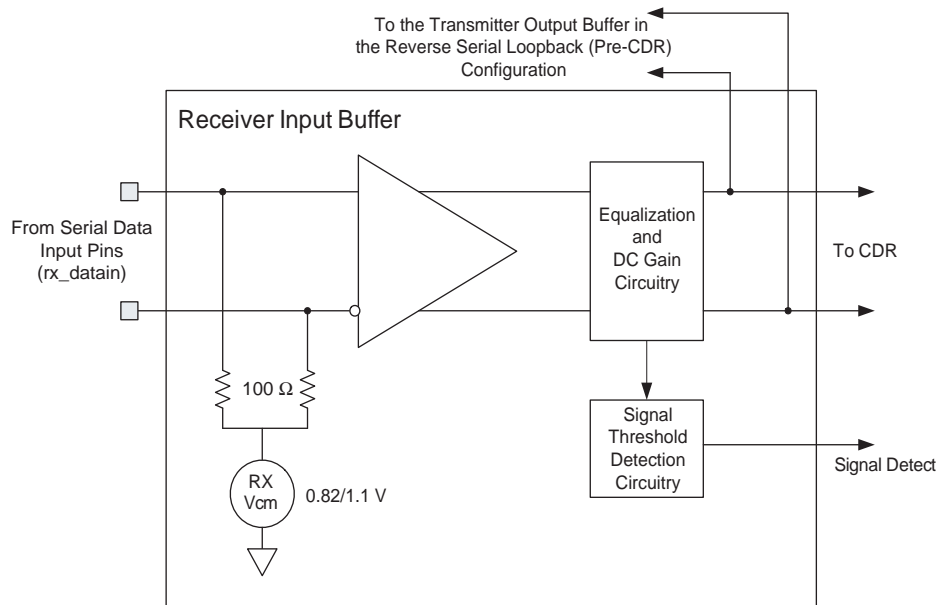 To the Transmitter Output Buffer in
the Reverse Serial Loopback (Pre-CDR)
Configuration
Receiver Input Buffer
From Serial Data
Input Pins
(rx_datain)
Equalization
and
DC Gain
Circuitry
To CDR
100 Ω
Signal
Threshold
Detection
Circuitry
Signal Detect
RX
Vcm
0.82/1.1 V